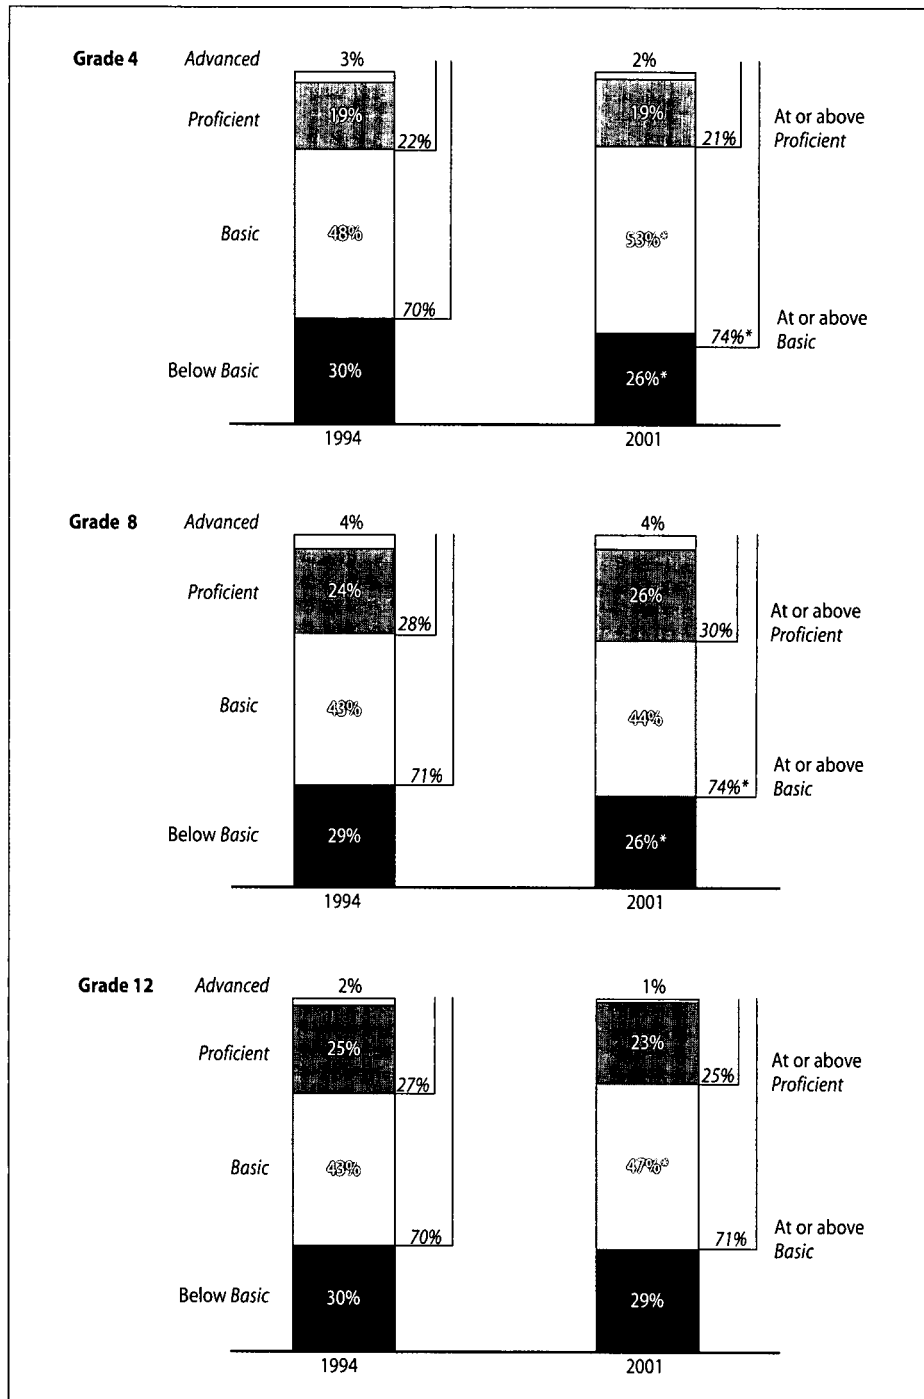 Grade 4 Advanced 3% 2%
Proficient 19% 19% At or above
22% 21% Proficient
Basic 48% 53%*
70% At or above
74%* Basic
Below Basic 30% 26%*
1994 2001
Grade 8 Advanced 4% 4%
Proficient 24% 26%
At or above
28% 30% Proficient
Basic 43% 44%
71% At or above
74%* Basic
Below Basic 29% 26%*
1994 2001
Grade 12 Advanced 2% 1%
Proficient 25% 23%
At or above
27% 25% Proficient
Basic 43% 47%*
At or above
70% 71% Basic
Below Basic 30% 29%
1994 2001